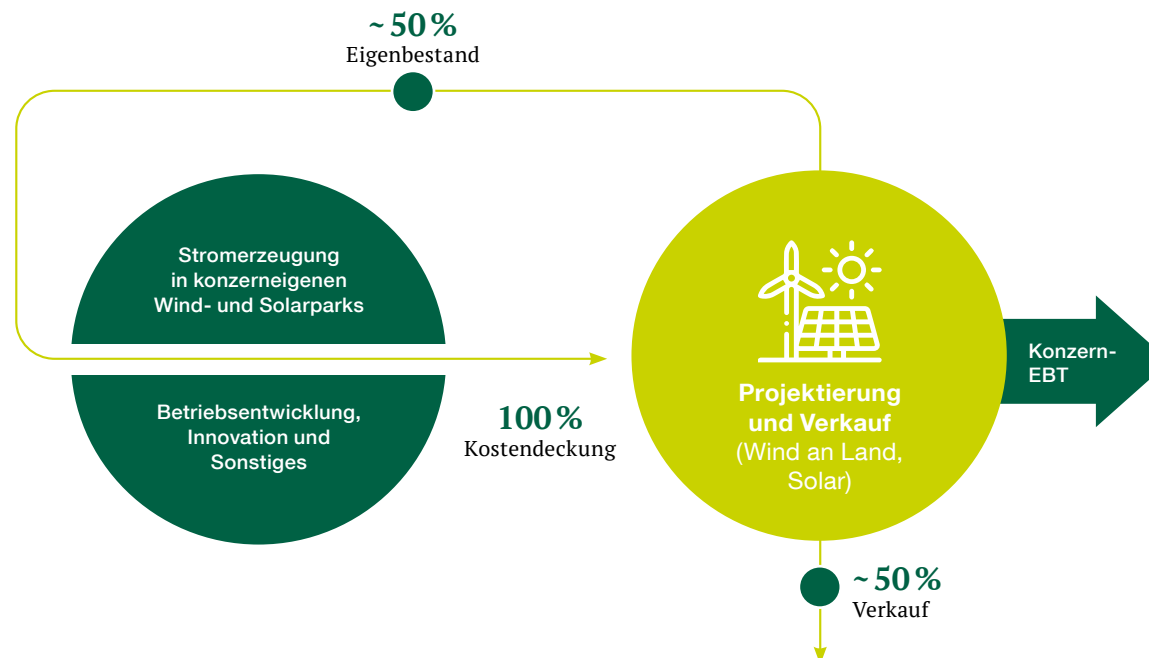 ~ 50 %
Eigenbestand
Stromerzeugung
in konzerneigenen
Wind- und Solarparks
Betriebsentwicklung,
Innovation und
Sonstiges
100 %
Kostendeckung
Projektierung
und Verkauf
(Wind an Land,
Solar)
Konzern-
EBT
~ 50 %
Verkauf